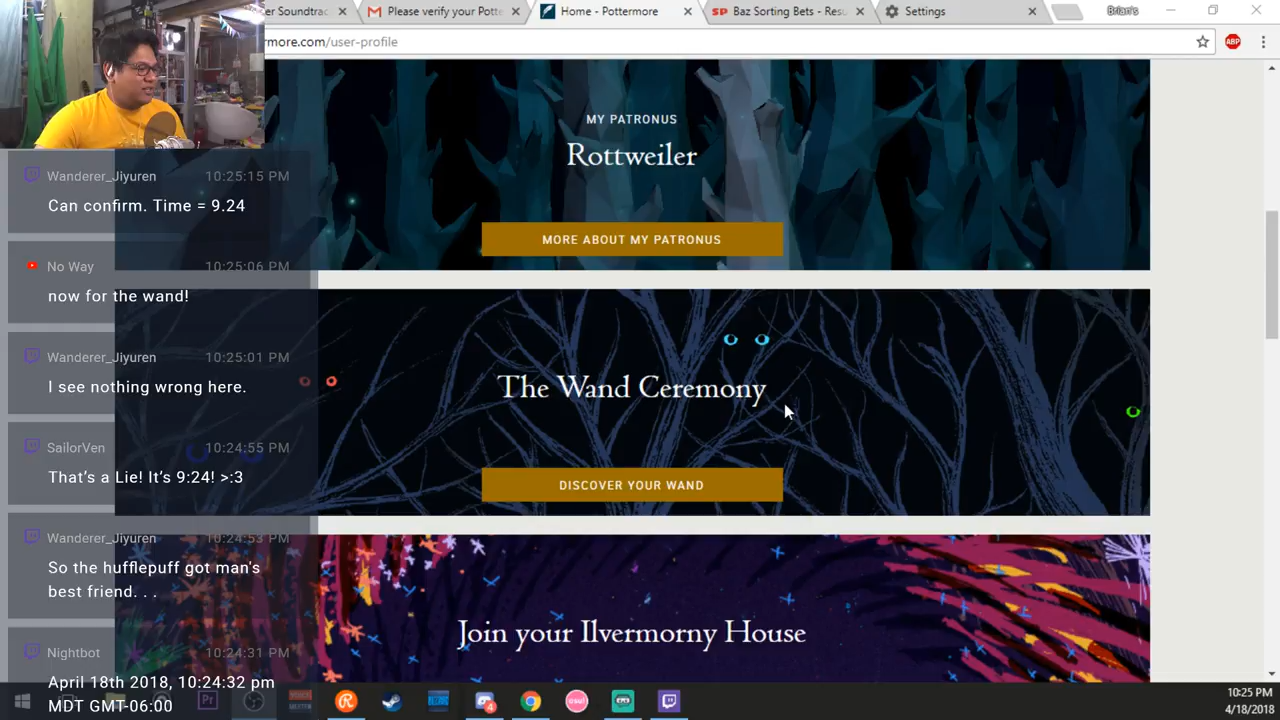 er Soundtrac
Please verify your Potte
Home - Pottermore
Baz Sorting Bets - Resu
Settings
Brian's
more.com/user-profile
ABP
MY PATRONUS
Rottweiler
MORE ABOUT MY PATRONUS
The Wand Ceremony
DISCOVER YOUR WAND
Join your Ilvermorny House
Wanderer_Jiyuren 10:25:15 PM
Can confirm. Time = 9.24
No Way 10:25:06 PM
now for the wand!
Wanderer_Jiyuren 10:25:01 PM
I see nothing wrong here.
SailorVen 10:24:55 PM
That's a Lie! It's 9:24! >:3
Wanderer_Jiyuren 10:24:53 PM
So the hufflepuff got man's
best friend. . .
Nightbot 10:24:31 PM
April 18th 2018, 10:24:32 pm
MDT GMT-06:00
Pr
osu!
10:25 PM
4/18/2018